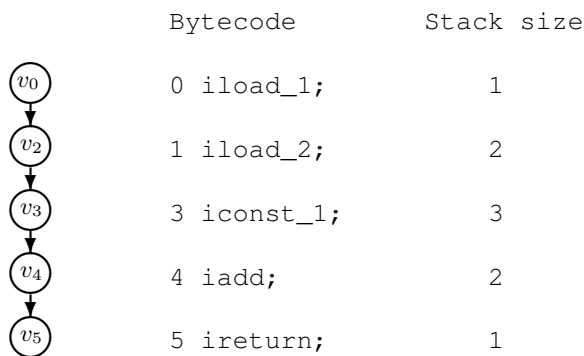 Bytecode Stack size
v0 0 iload_1; 1
v2 1 iload_2; 2
v3 3 iconst_1; 3
v4 4 iadd; 2
v5 5 ireturn; 1